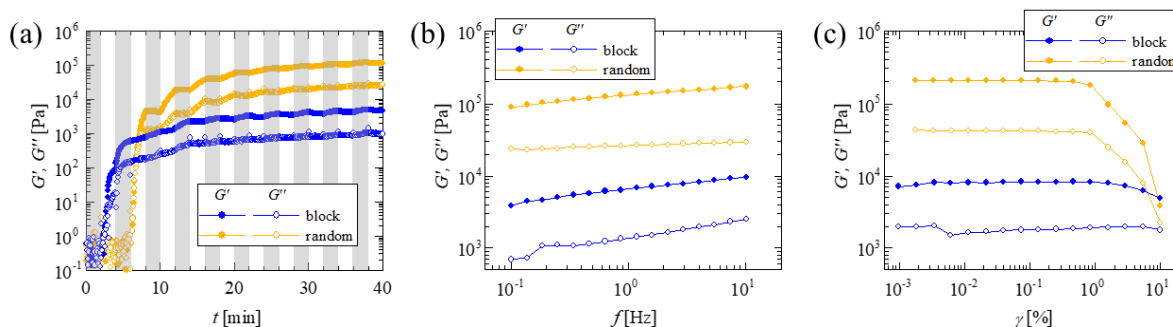 (a)
10^6
10^5
10^4
10^3
10^2
10^1
10^0
10^-1
G', G'' [Pa]
0 10 20 30 40
t [min]
G' G''
block
random
(b)
10^6
10^5
10^4
10^3
G', G'' [Pa]
10^-1 10^0 10^1
f [Hz]
G' G''
block
random
(c)
10^6
10^5
10^4
10^3
G', G'' [Pa]
10^-3 10^-2 10^-1 10^0 10^1
γ [%]
G' G''
block
random